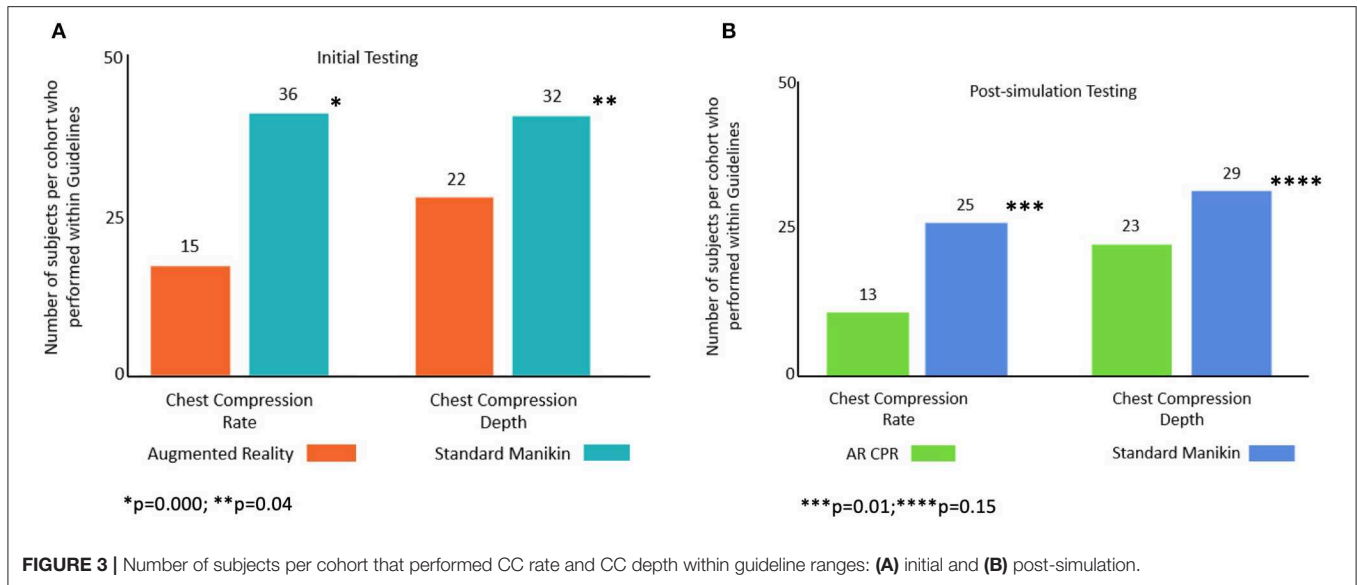 A
Initial Testing
Number of subjects per cohort who
performed within Guidelines
50
25
0
15
36
*
22
32
**
Chest Compression
Rate
Chest Compression
Depth
Augmented Reality
Standard Manikin
*p=0.000; **p=0.04
B
Post-simulation Testing
Number of subjects per cohort who
performed within Guidelines
50
25
0
13
25
***
23
29
****
Chest Compression
Rate
Chest Compression
Depth
AR CPR
Standard Manikin
***p=0.01;****p=0.15
FIGURE 3 | Number of subjects per cohort that performed CC rate and CC depth within guideline ranges: (A) initial and (B) post-simulation.